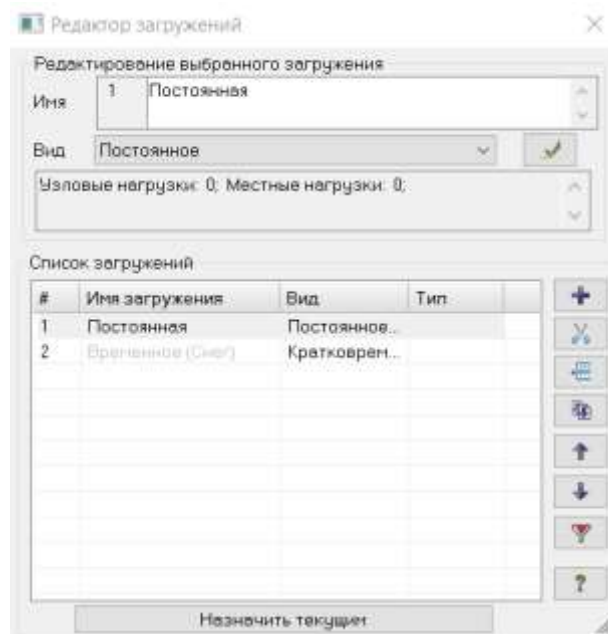 Редактор загружений
Редактирование выбранного загружения
Имя 1 Постоянная
Вид Постоянное
Узловые нагрузки: 0; Местные нагрузки: 0;
Список загружений
# Имя загружения Вид Тип
1 Постоянная Постоянное...
2 Временное (Снег) Кратковрем...
?
Назначить текущим